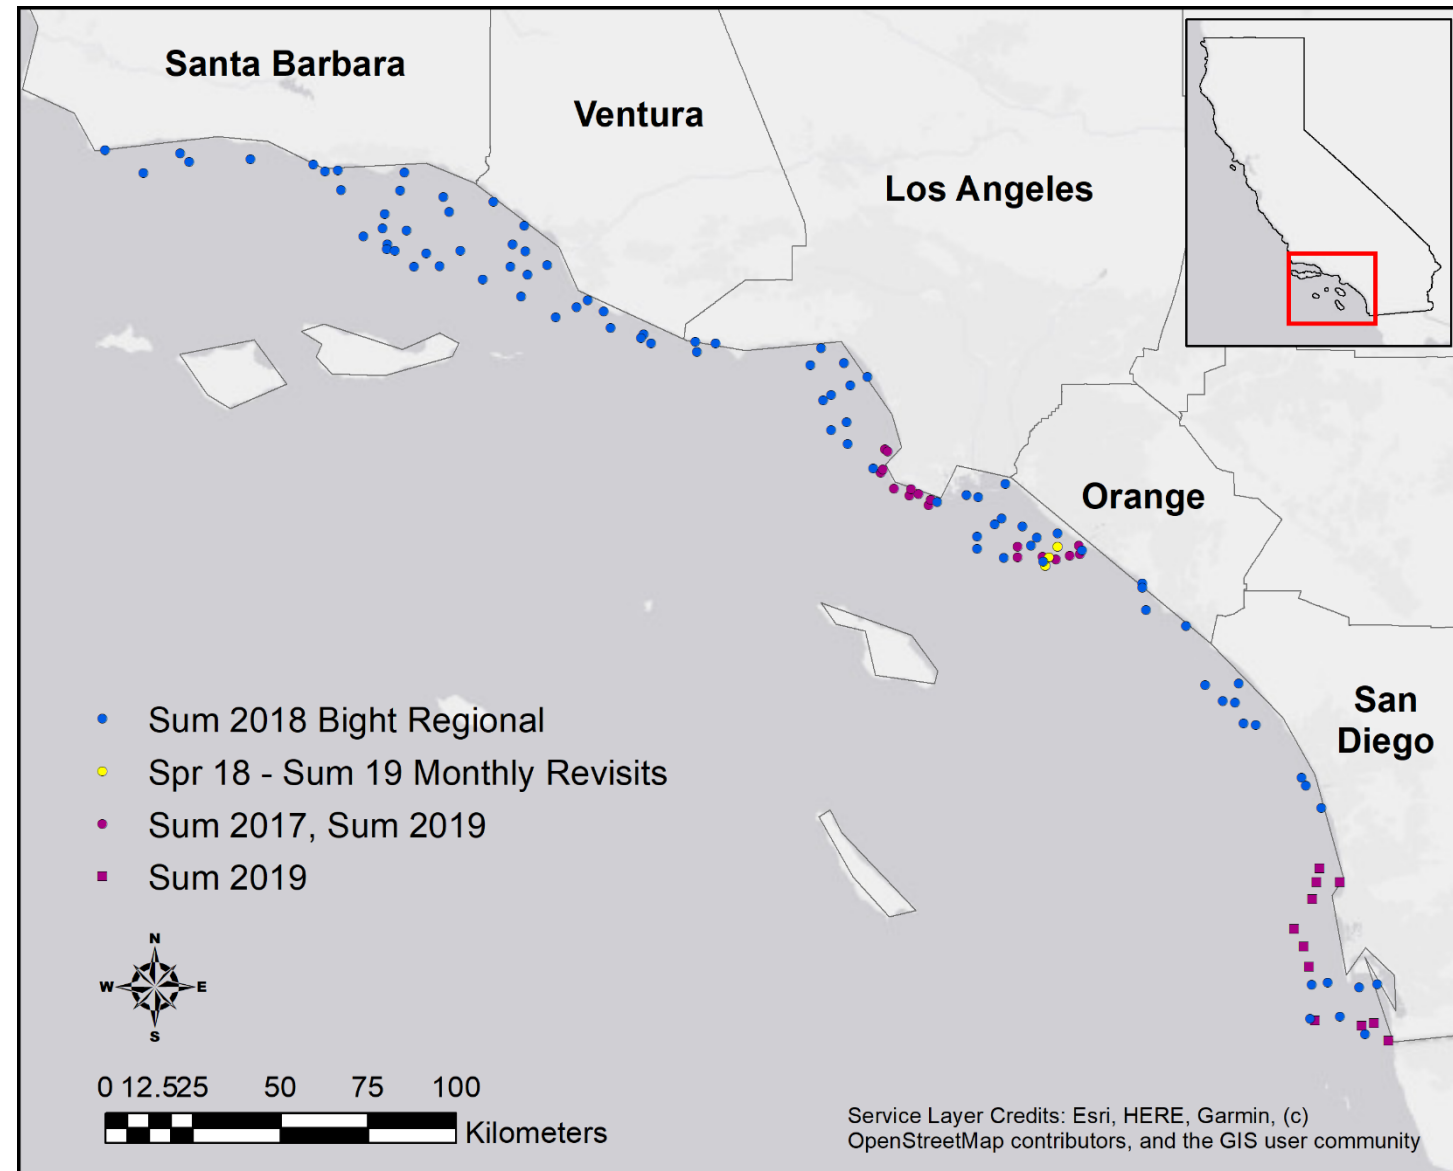 Santa Barbara
Ventura
Los Angeles
Orange
San
Diego
Sum 2018 Bight Regional
Spr 18 - Sum 19 Monthly Revisits
Sum 2017, Sum 2019
Sum 2019
N
W E
S
0 12.525 50 75 100
Kilometers
Service Layer Credits: Esri, HERE, Garmin, (c)
OpenStreetMap contributors, and the GIS user community